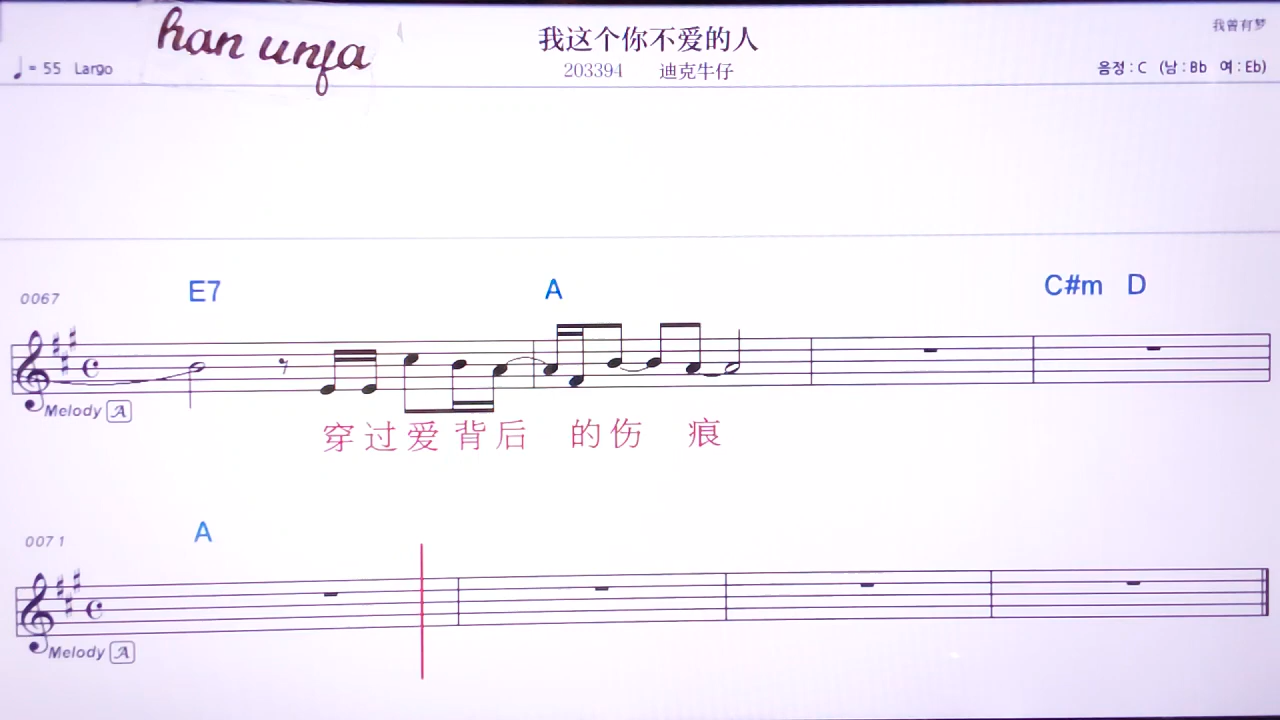 han unfa
我这个你不爱的人
我曾有梦
♩= 55 Largo
203394 迪克牛仔
음정 : C (남 : Bb 여 : Eb)
0067
E7 A C#m D
Melody A
穿过爱背后 的伤 痕
0071
A
Melody A